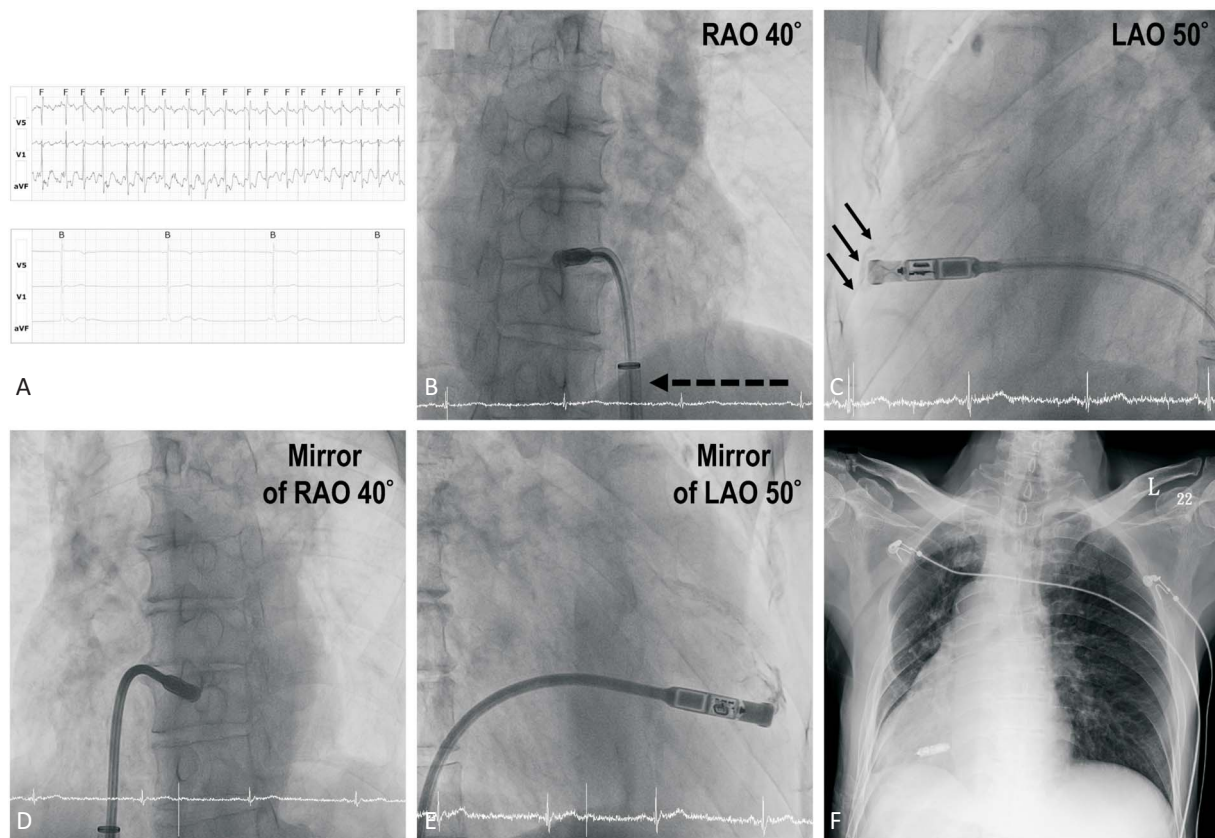 F F F F F F F F F F F F F F F F F F F
V5
V1
aVF
B B B B
V5
V1
aVF
A
RAO 40°
B
LAO 50°
C
Mirror
of RAO 40°
D
Mirror
of LAO 50°
E
L 22
F